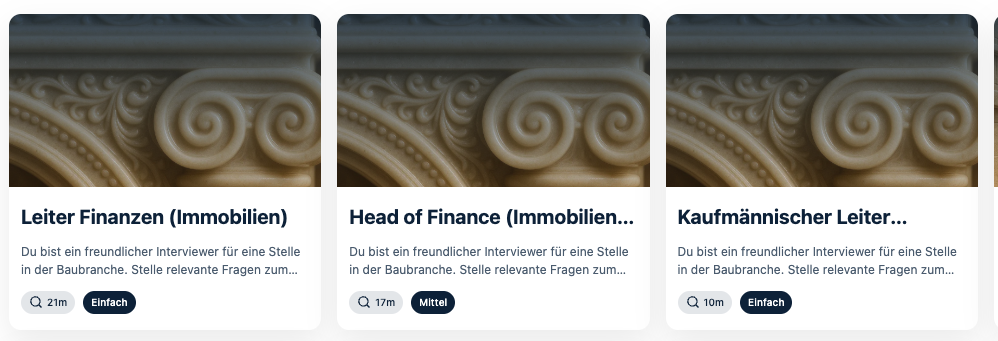 Leiter Finanzen (Immobilien)
Du bist ein freundlicher Interviewer für eine Stelle
in der Baubranche. Stelle relevante Fragen zum...
21m
Einfach
Head of Finance (Immobilien...
Du bist ein freundlicher Interviewer für eine Stelle
in der Baubranche. Stelle relevante Fragen zum...
17m
Mittel
Kaufmännischer Leiter...
Du bist ein freundlicher Interviewer für eine Stelle
in der Baubranche. Stelle relevante Fragen zum...
10m
Einfach